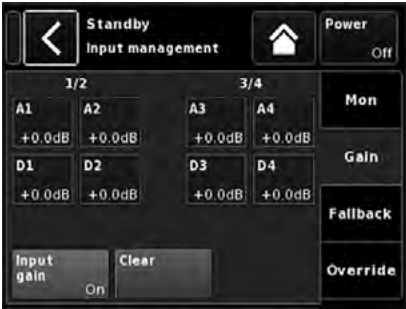 Standby
Input management
Power
Off
1/2
3/4
A1
A2
A3
A4
+0.0dB
+0.0dB
+0.0dB
+0.0dB
D1
D2
D3
D4
+0.0dB
+0.0dB
+0.0dB
+0.0dB
Input
gain
On
Clear
Mon
Gain
Fallback
Override